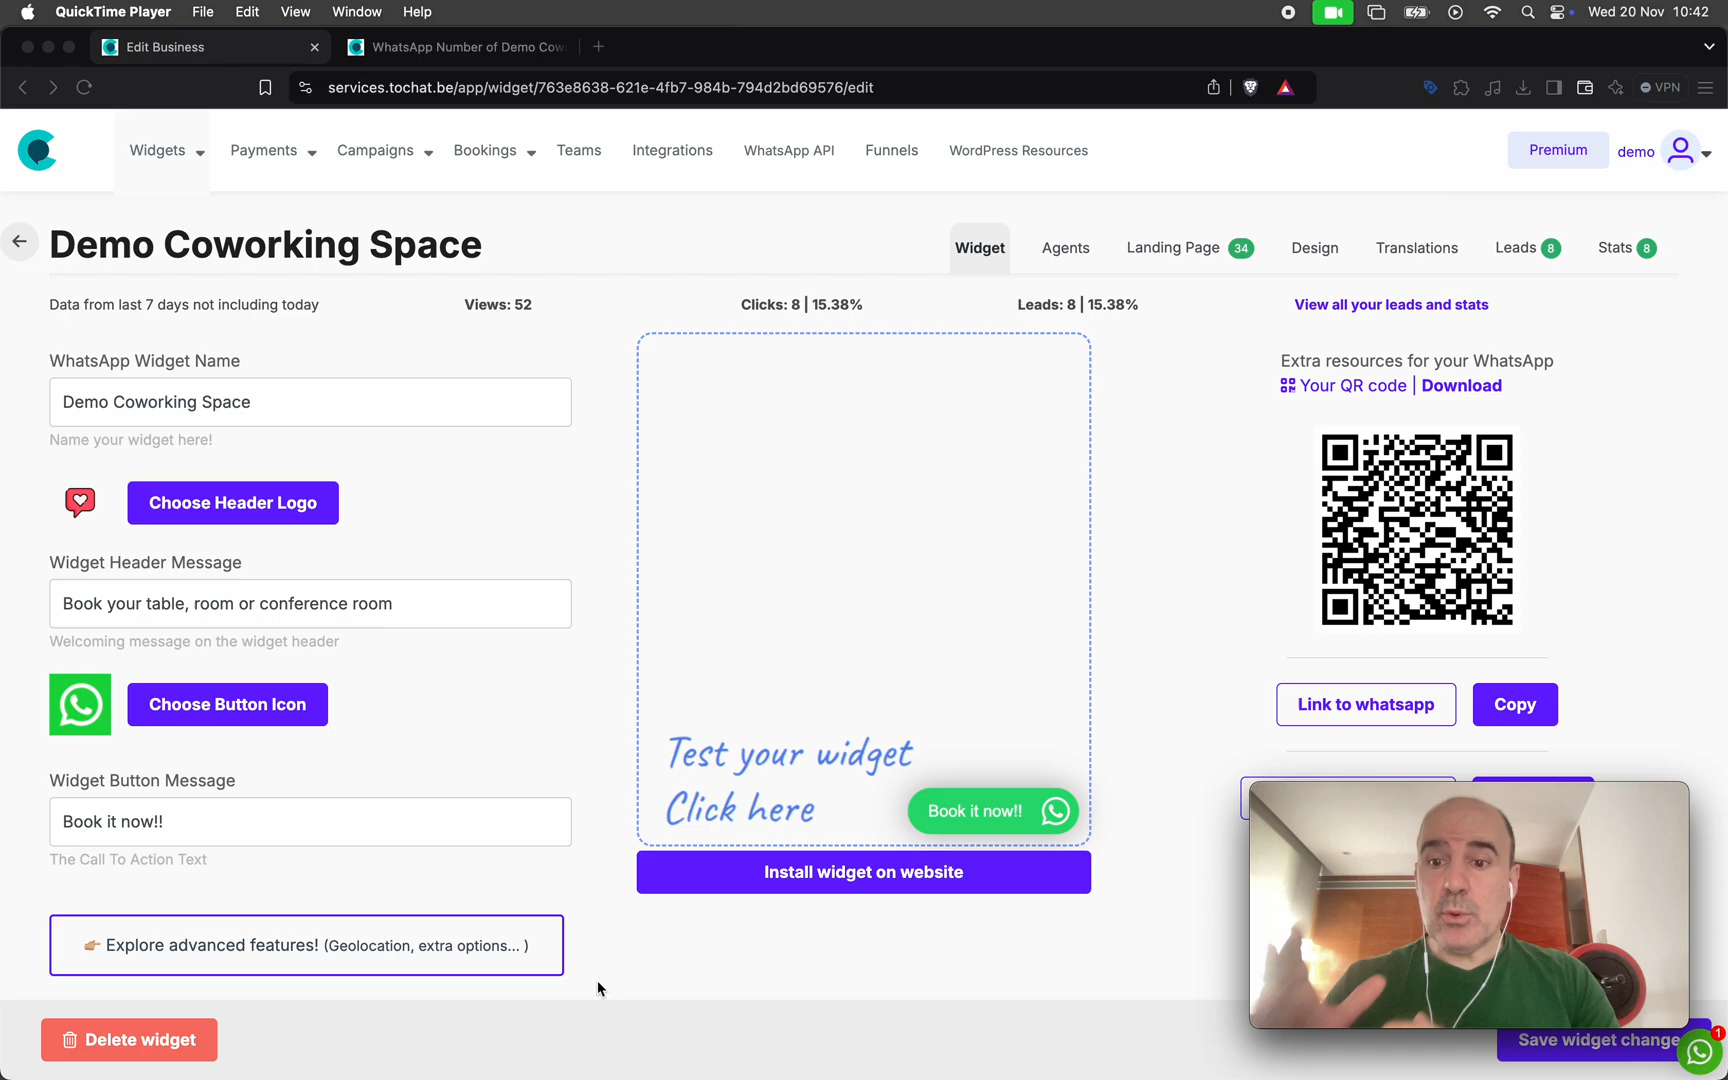 QuickTime Player File Edit View Window Help
Wed 20 Nov 10:42
Edit Business
WhatsApp Number of Demo Cow
services.tochat.be/app/widget/763e8638-621e-4fb7-984b-794d2bd69576/edit
VPN
Widgets Payments Campaigns Bookings Teams Integrations WhatsApp API Funnels WordPress Resources
Premium demo
Demo Coworking Space
Widget Agents Landing Page 34 Design Translations Leads 8 Stats 8
Data from last 7 days not including today Views: 52 Clicks: 8 | 15.38% Leads: 8 | 15.38% View all your leads and stats
WhatsApp Widget Name
Demo Coworking Space
Name your widget here!
Choose Header Logo
Widget Header Message
Book your table, room or conference room
Welcoming message on the widget header
Choose Button Icon
Widget Button Message
Book it now!!
The Call To Action Text
👉🏼 Explore advanced features! (Geolocation, extra options... )
Delete widget
Test your widget
Click here
Book it now!!
Install widget on website
Extra resources for your WhatsApp
Your QR code | Download
Link to whatsapp
Copy
Save widget change
1